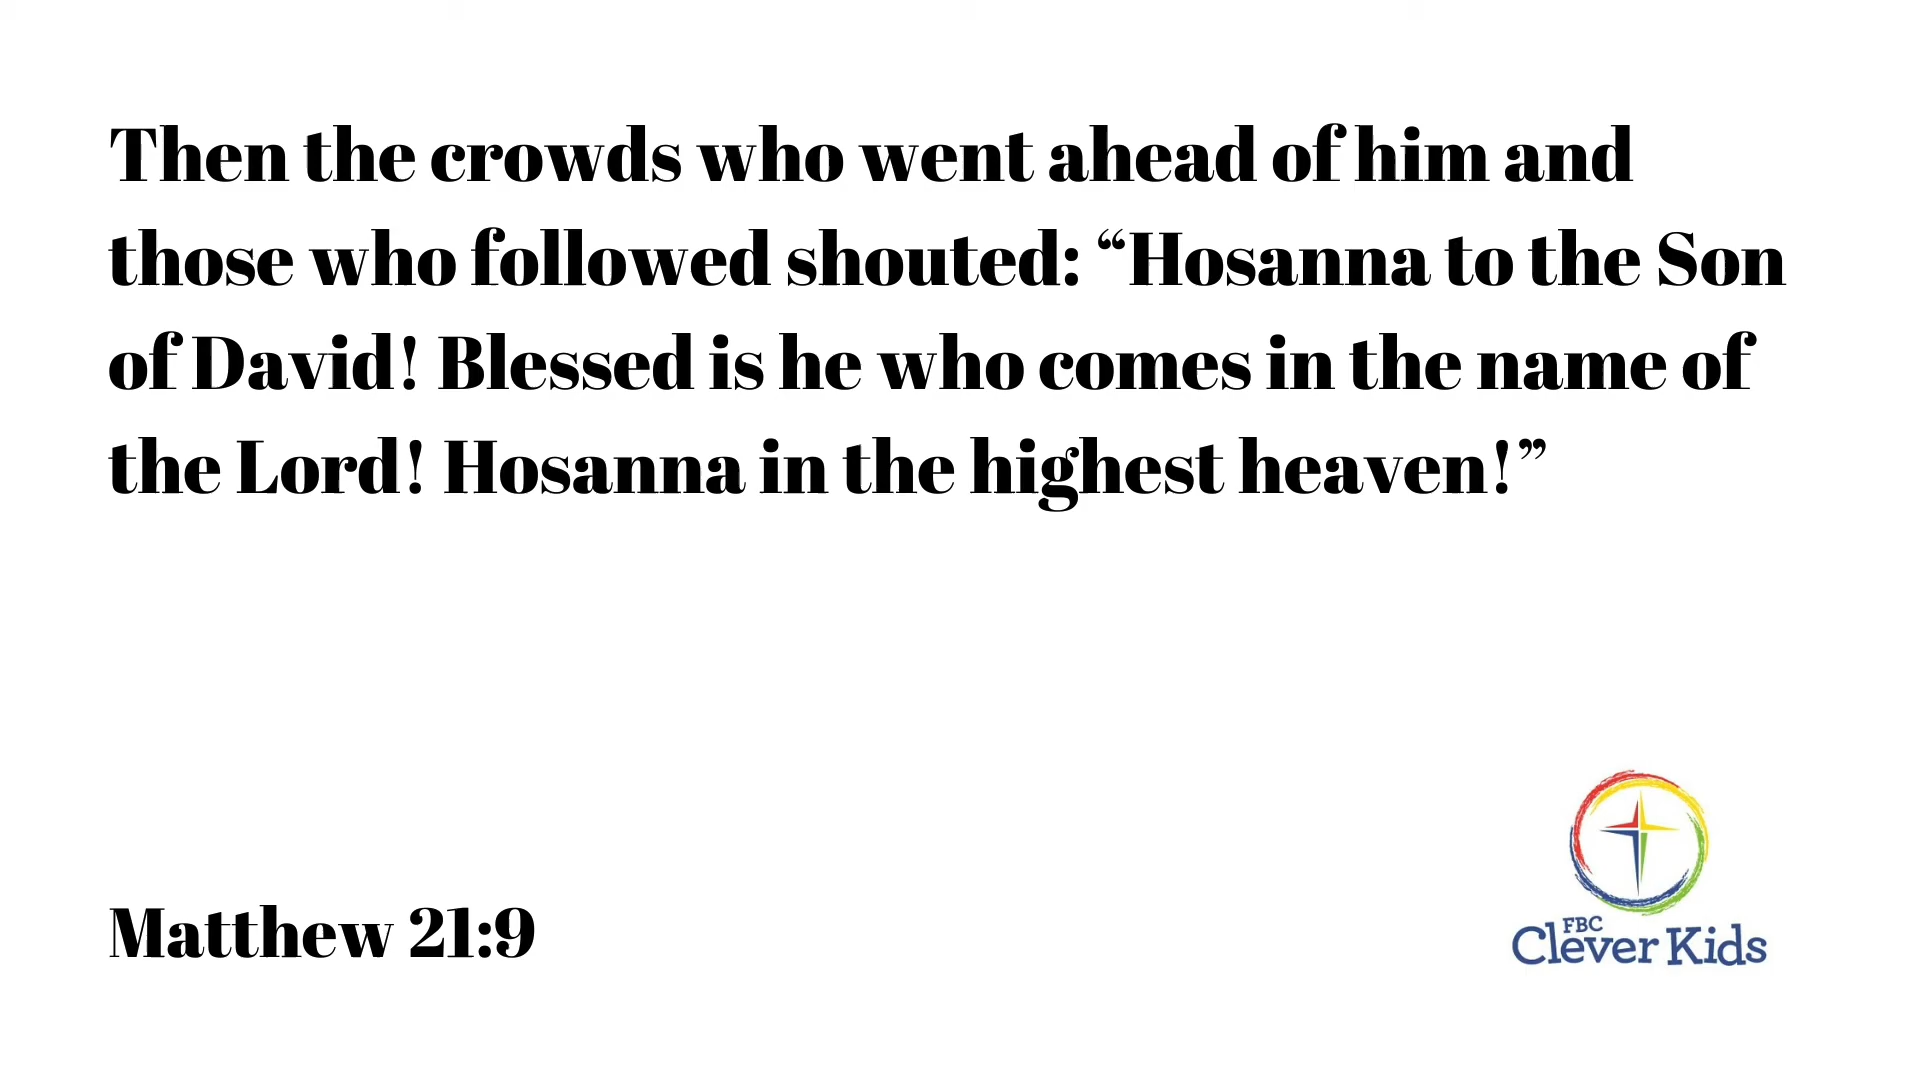 Then the crowds who went ahead of him and
those who followed shouted: “Hosanna to the Son
of David! Blessed is he who comes in the name of
the Lord! Hosanna in the highest heaven!”
Matthew 21:9
FBC
Clever Kids